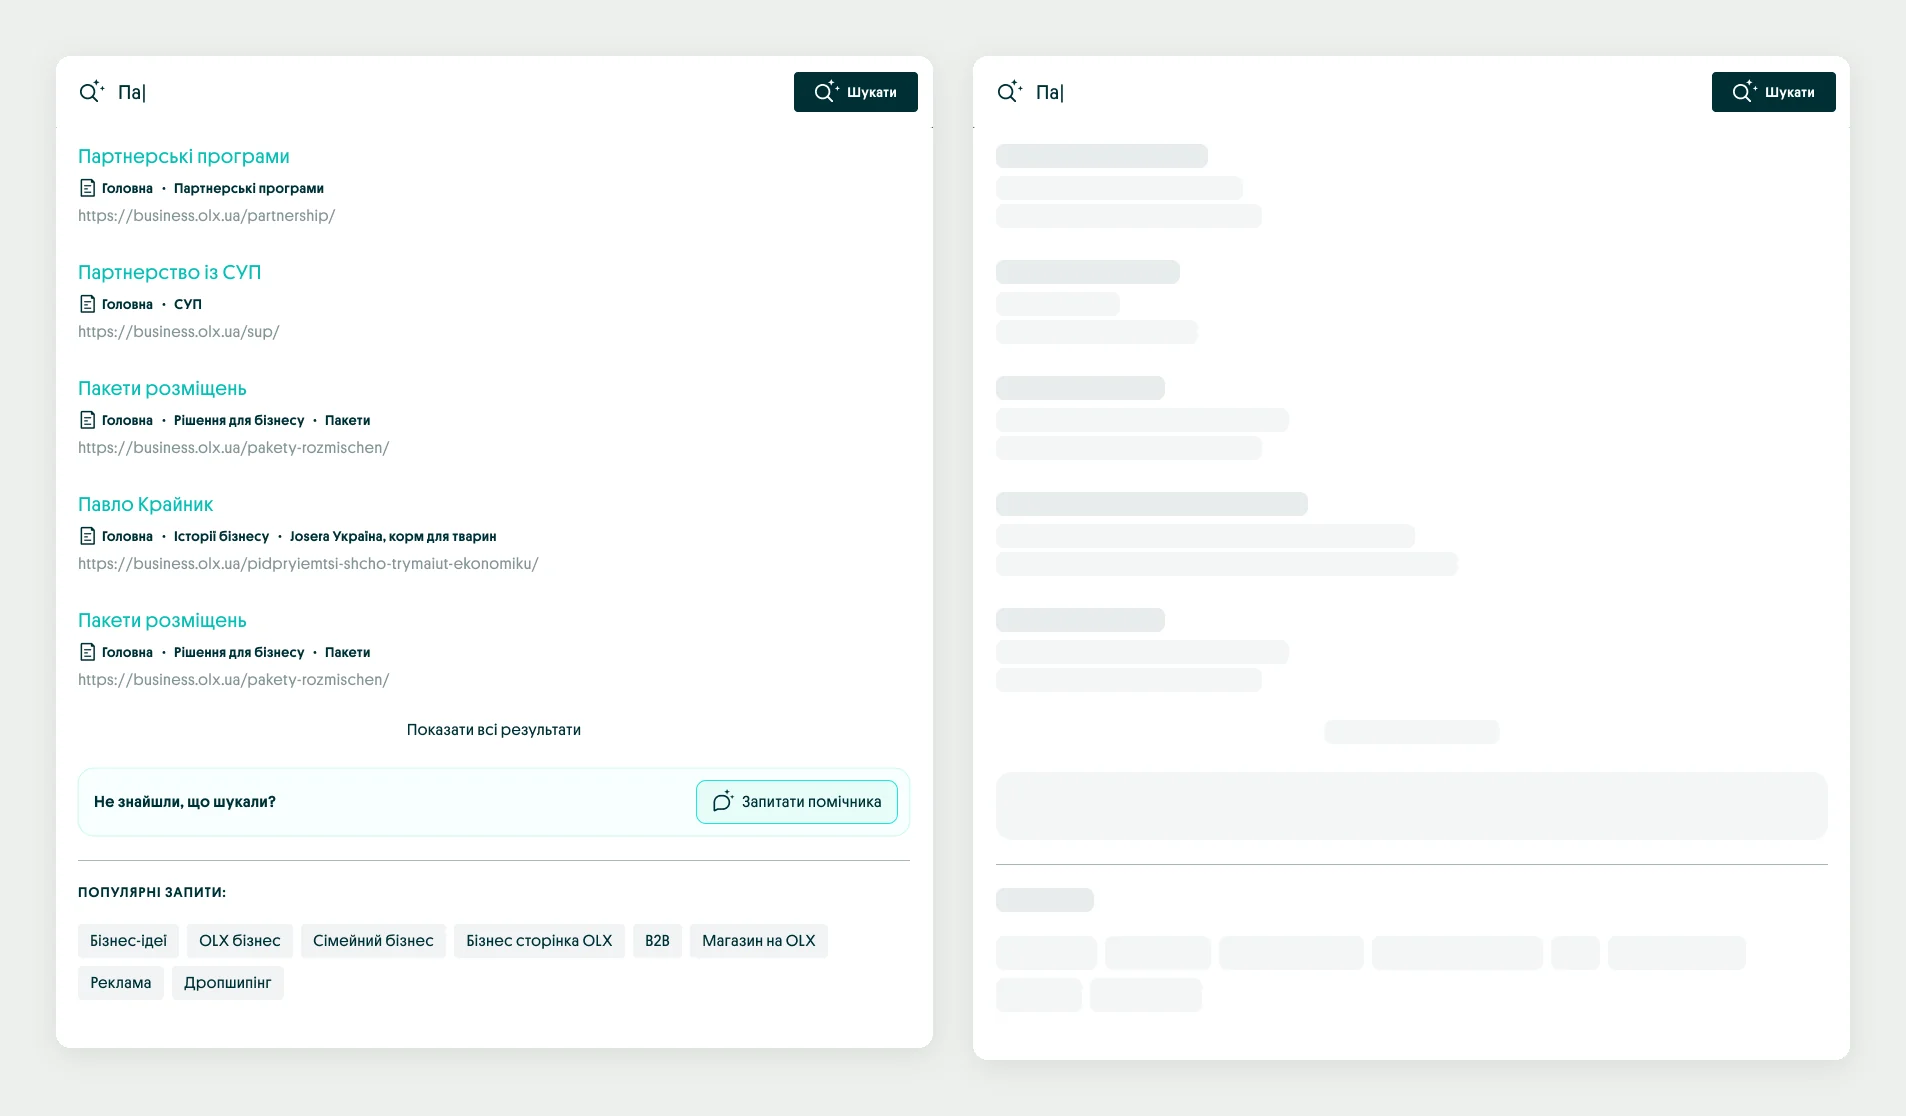 Па|
Шукати
Партнерські програми
Головна · Партнерські програми
https://business.olx.ua/partnership/
Партнерство із СУП
Головна · СУП
https://business.olx.ua/sup/
Пакети розміщень
Головна · Рішення для бізнесу · Пакети
https://business.olx.ua/pakety-rozmischen/
Павло Крайник
Головна · Історії бізнесу · Josera Україна, корм для тварин
https://business.olx.ua/pidpryiemtsi-shcho-trymaiut-ekonomiku/
Пакети розміщень
Головна · Рішення для бізнесу · Пакети
https://business.olx.ua/pakety-rozmischen/
Показати всі результати
Не знайшли, що шукали?
Запитати помічника
ПОПУЛЯРНІ ЗАПИТИ:
Бізнес-ідеї OLX бізнес Сімейний бізнес Бізнес сторінка OLX B2B Магазин на OLX
Реклама Дропшипінг
Па|
Шукати